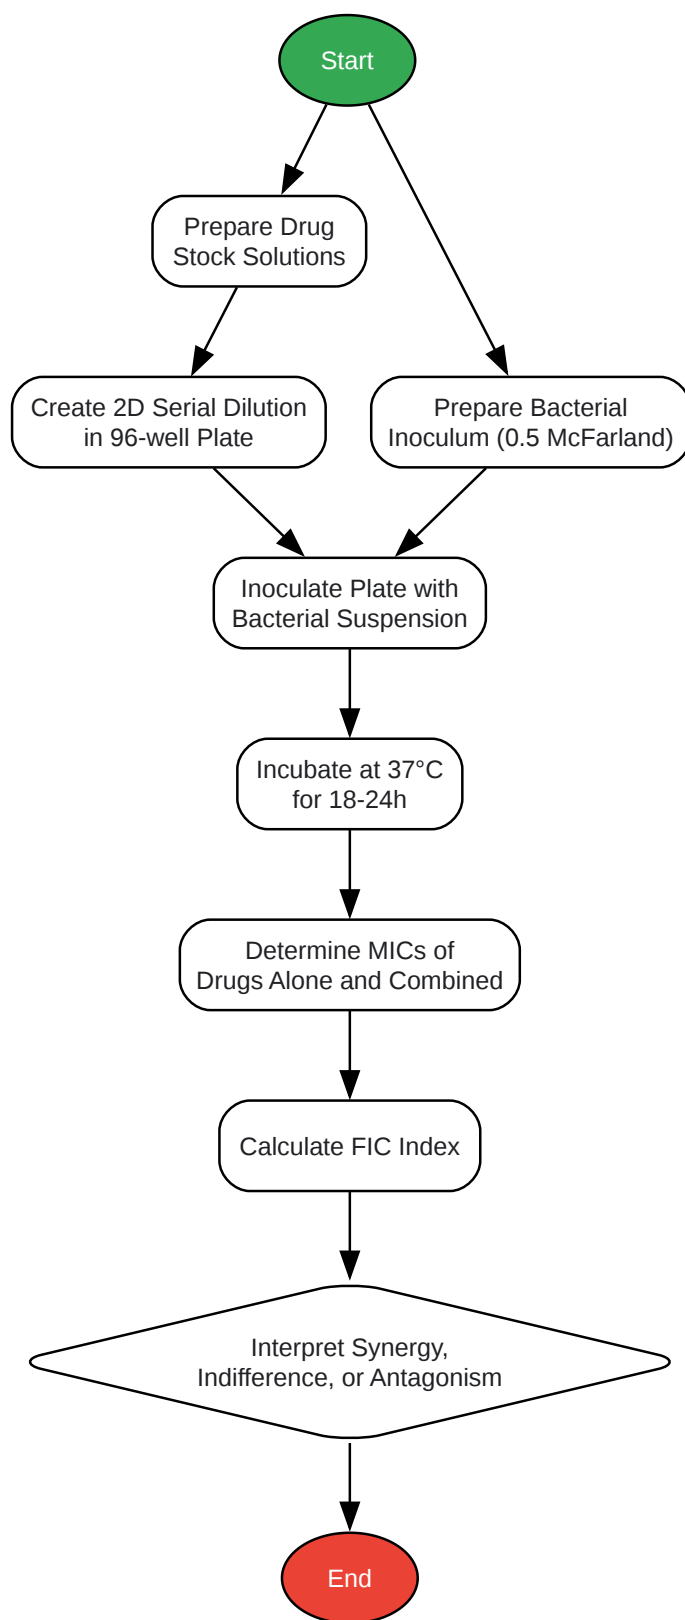 Start
Prepare Drug
Stock Solutions
Create 2D Serial Dilution
in 96-well Plate
Prepare Bacterial
Inoculum (0.5 McFarland)
Inoculate Plate with
Bacterial Suspension
Incubate at 37°C
for 18-24h
Determine MICs of
Drugs Alone and Combined
Calculate FIC Index
Interpret Synergy,
Indifference, or Antagonism
End